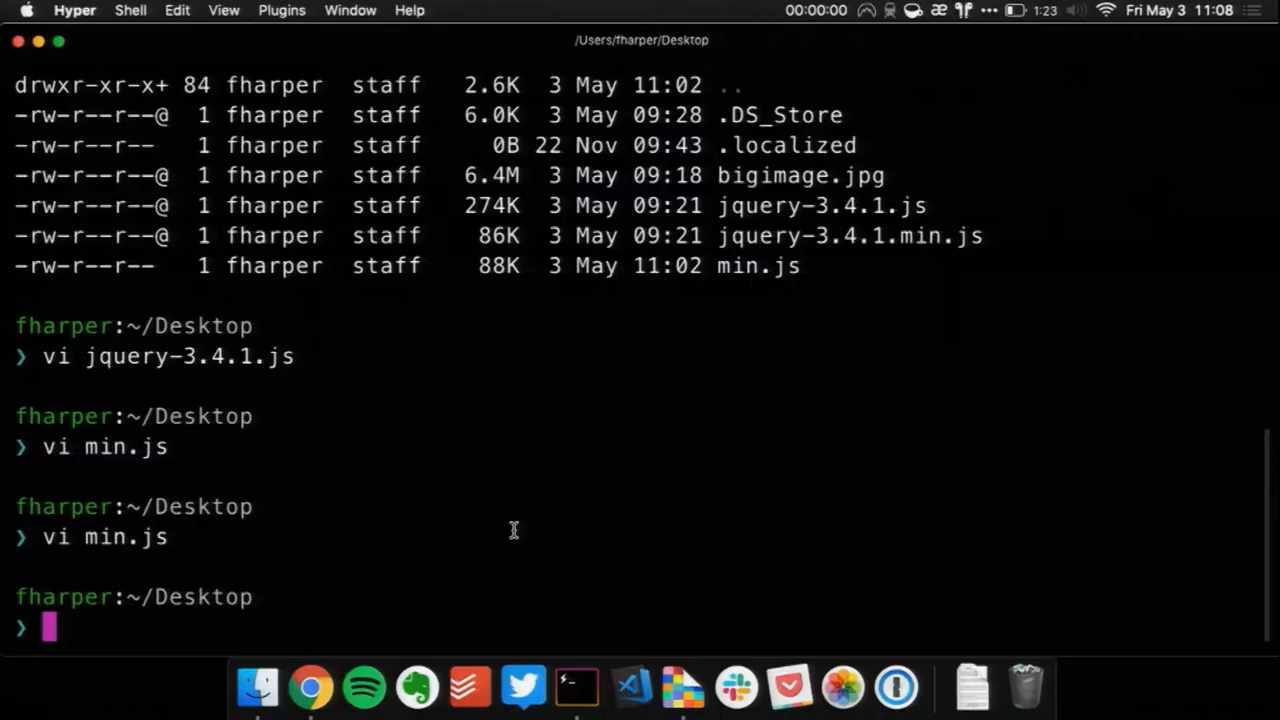 Hyper Shell Edit View Plugins Window Help 00:00:00 æ 1:23 Fri May 3 11:08
/Users/fharper/Desktop
drwxr-xr-x+ 84 fharper staff 2.6K 3 May 11:02 ..
-rw-r--r--@ 1 fharper staff 6.0K 3 May 09:28 .DS_Store
-rw-r--r-- 1 fharper staff 0B 22 Nov 09:43 .localized
-rw-r--r--@ 1 fharper staff 6.4M 3 May 09:18 bigimage.jpg
-rw-r--r--@ 1 fharper staff 274K 3 May 09:21 jquery-3.4.1.js
-rw-r--r--@ 1 fharper staff 86K 3 May 09:21 jquery-3.4.1.min.js
-rw-r--r-- 1 fharper staff 88K 3 May 11:02 min.js
fharper:~/Desktop
❯ vi jquery-3.4.1.js
fharper:~/Desktop
❯ vi min.js
fharper:~/Desktop
❯ vi min.js
fharper:~/Desktop
❯